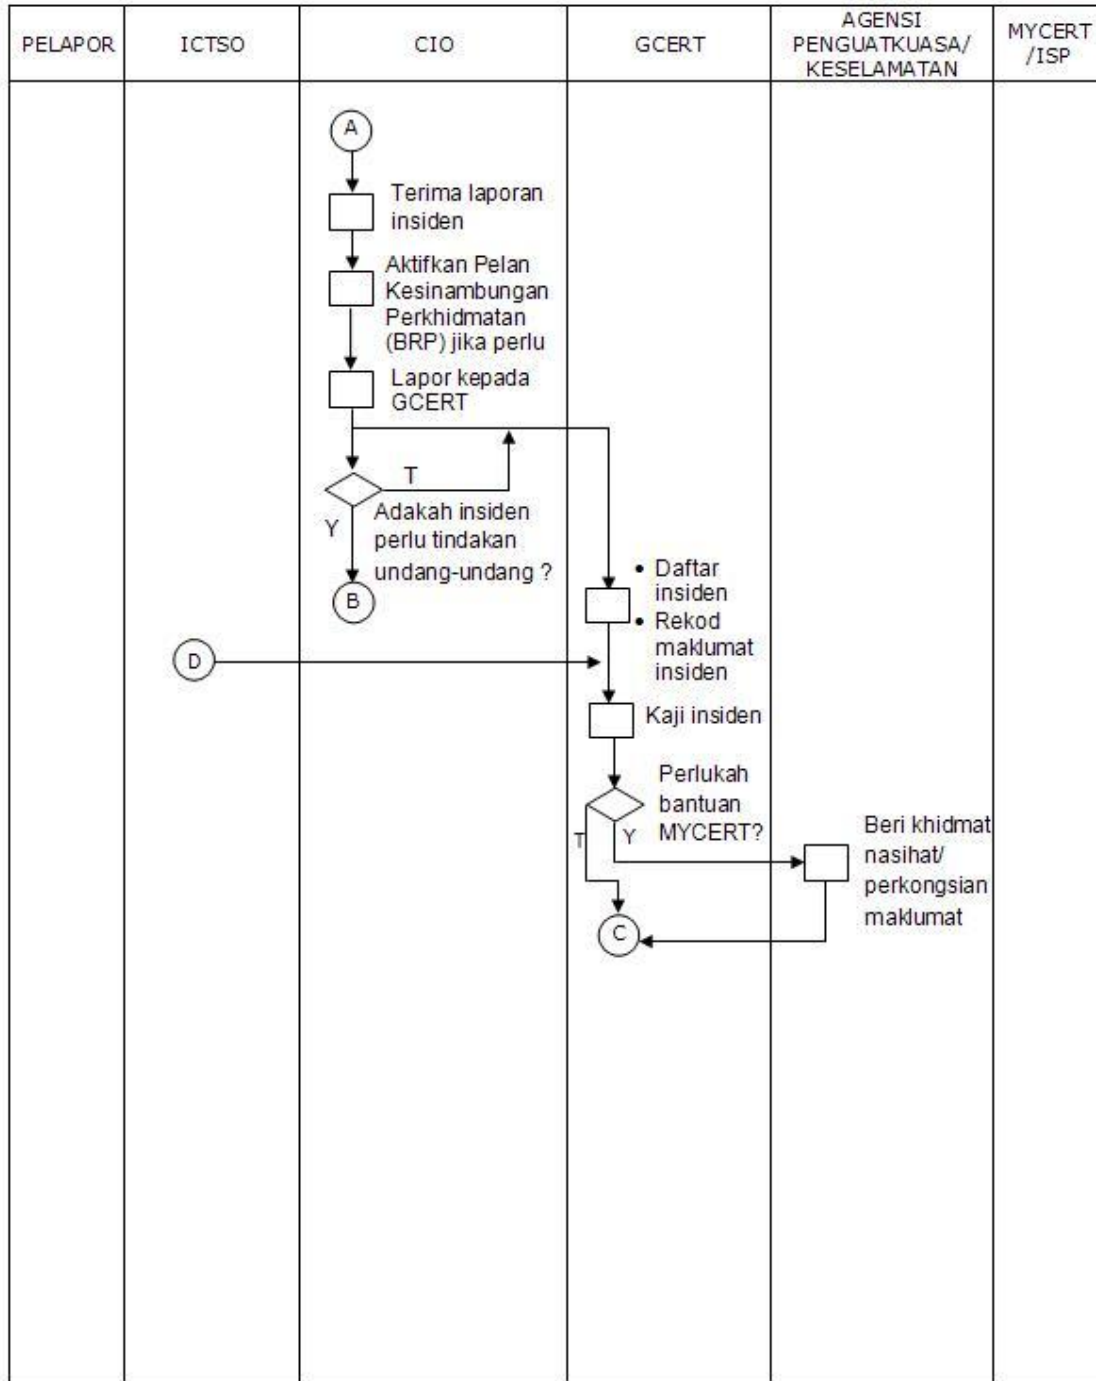 PELAPOR
ICTSO
CIO
GCERT
AGENSI
PENGUATKUASA/
KESELAMATAN
MYCERT
/ISP
A
Terima laporan
insiden
Aktifkan Pelan
Kesinambungan
Perkhidmatan
(BRP) jika perlu
Lapor kepada
GCERT
T
Y
Adakah insiden
perlu tindakan
undang-undang ?
B
• Daftar
insiden
• Rekod
maklumat
insiden
D
Kaji insiden
Perlukah
bantuan
MYCERT?
T
Y
Beri khidmat
nasihat/
perkongsian
maklumat
C